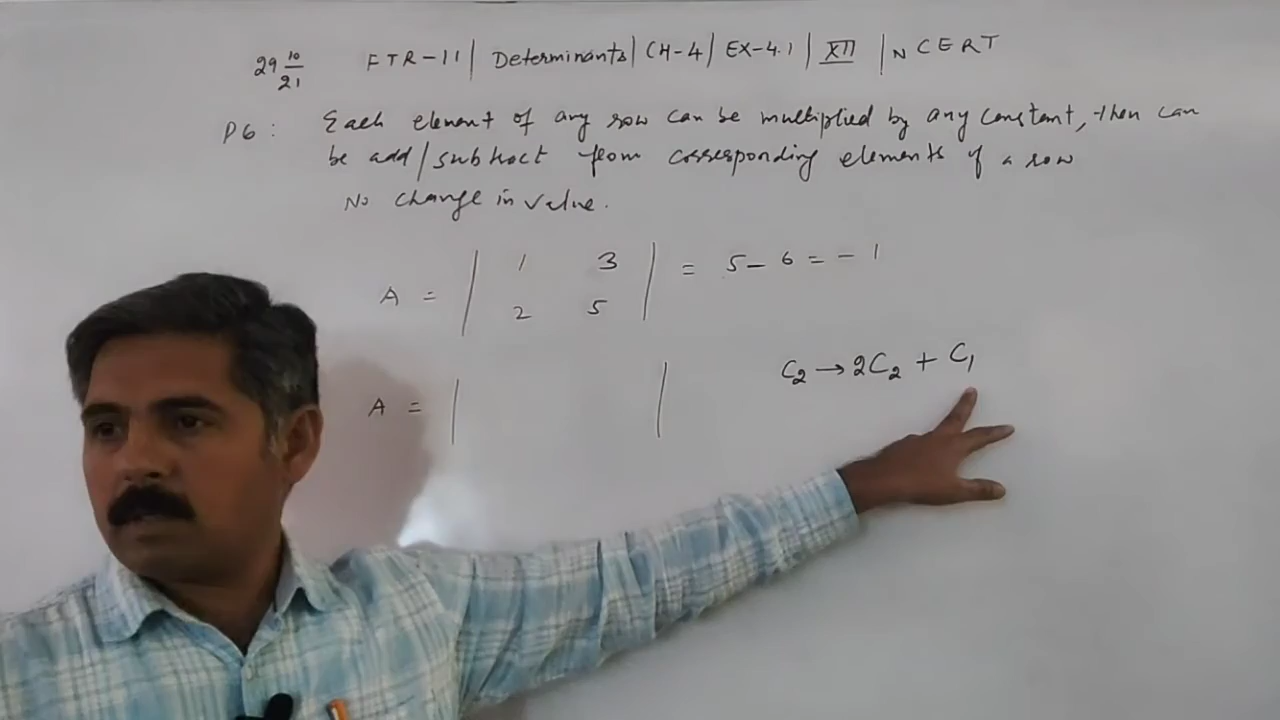 29 10/21 FTR-11 | Determinants | CH-4 | EX-4.1 | XII | NCERT
P6 : Each element of any row can be multiplied by any constant, then can
be add/subtract from corresponding elements of a row
No change in value.
A = | 1 3 | = 5 - 6 = - 1
| 2 5 |
A = | | C₂ → 2C₂ + C₁